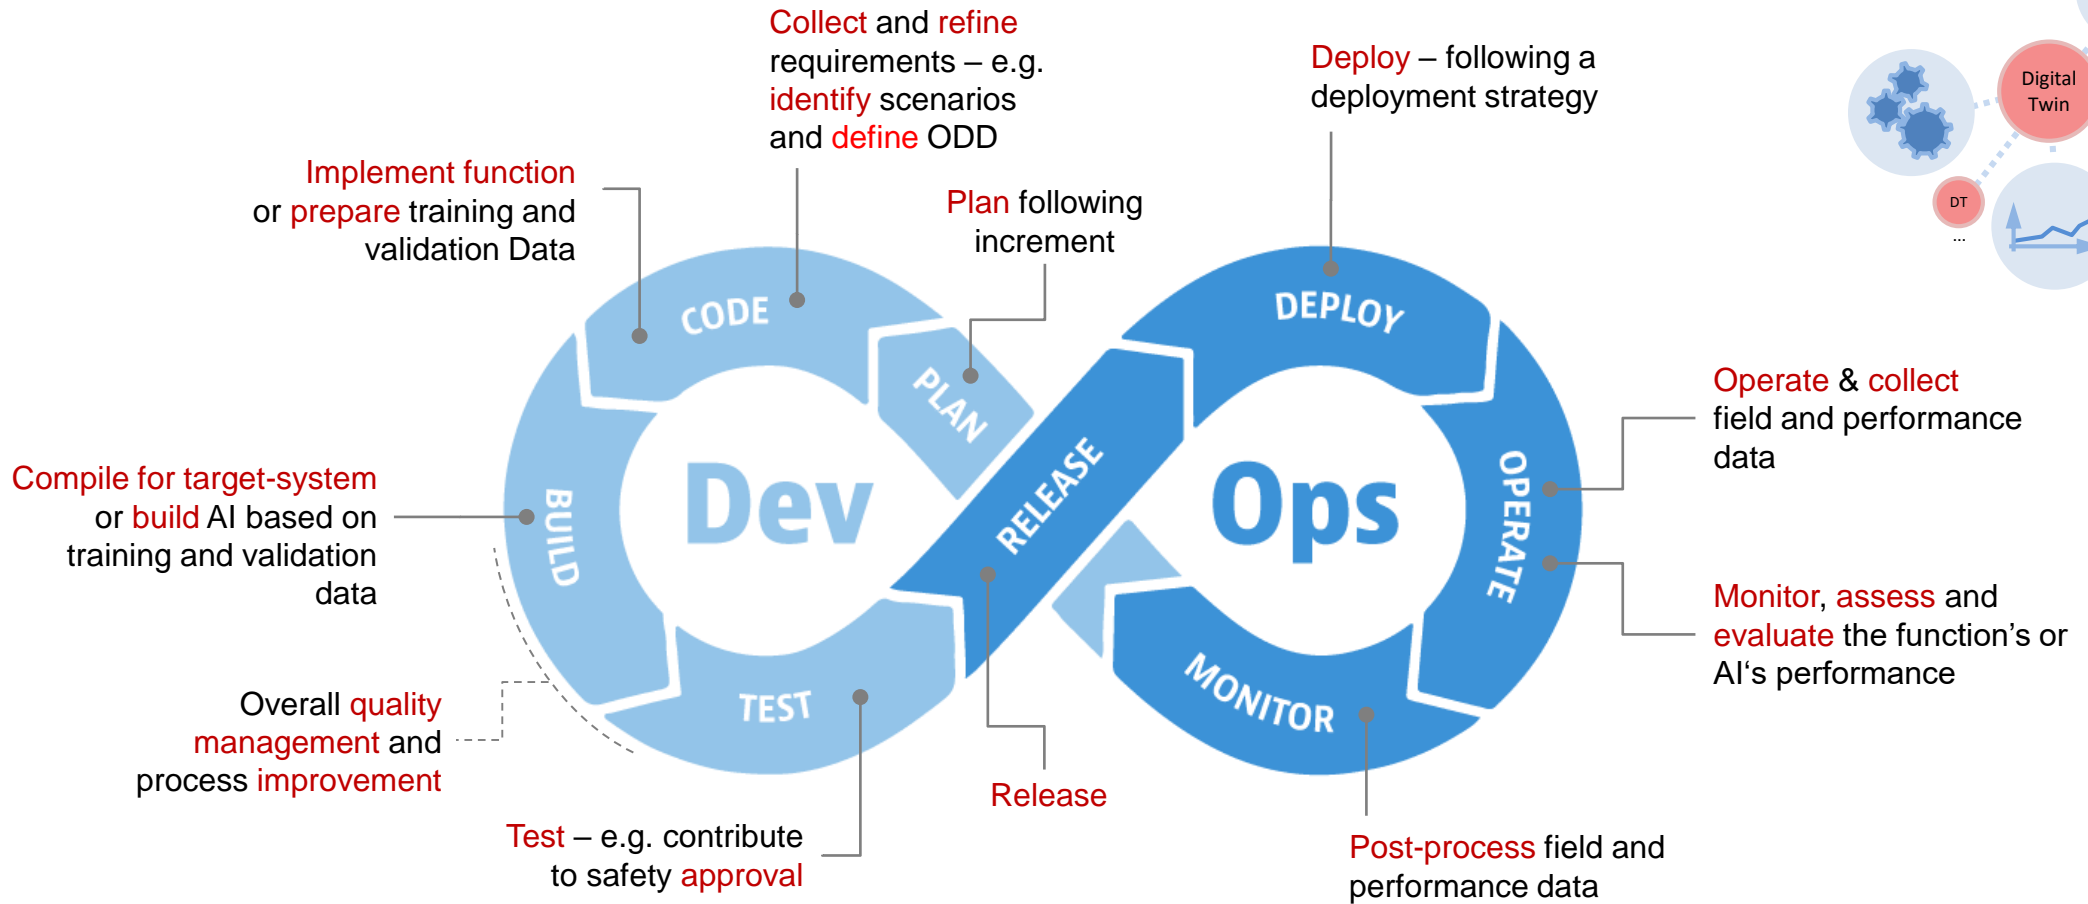 Collect and refine
requirements – e.g.
identify scenarios
and define ODD
Deploy – following a
deployment strategy
Digital
Twin
DT
...
Implement function
or prepare training and
validation Data
Plan following
increment
CODE
PLAN
DEPLOY
Operate & collect
field and performance
data
Compile for target-system
or build AI based on
training and validation
data
BUILD
Dev
RELEASE
Ops
OPERATE
Monitor, assess and
evaluate the function’s or
AI‘s performance
Overall quality
management and
process improvement
TEST
MONITOR
Release
Test – e.g. contribute
to safety approval
Post-process field and
performance data